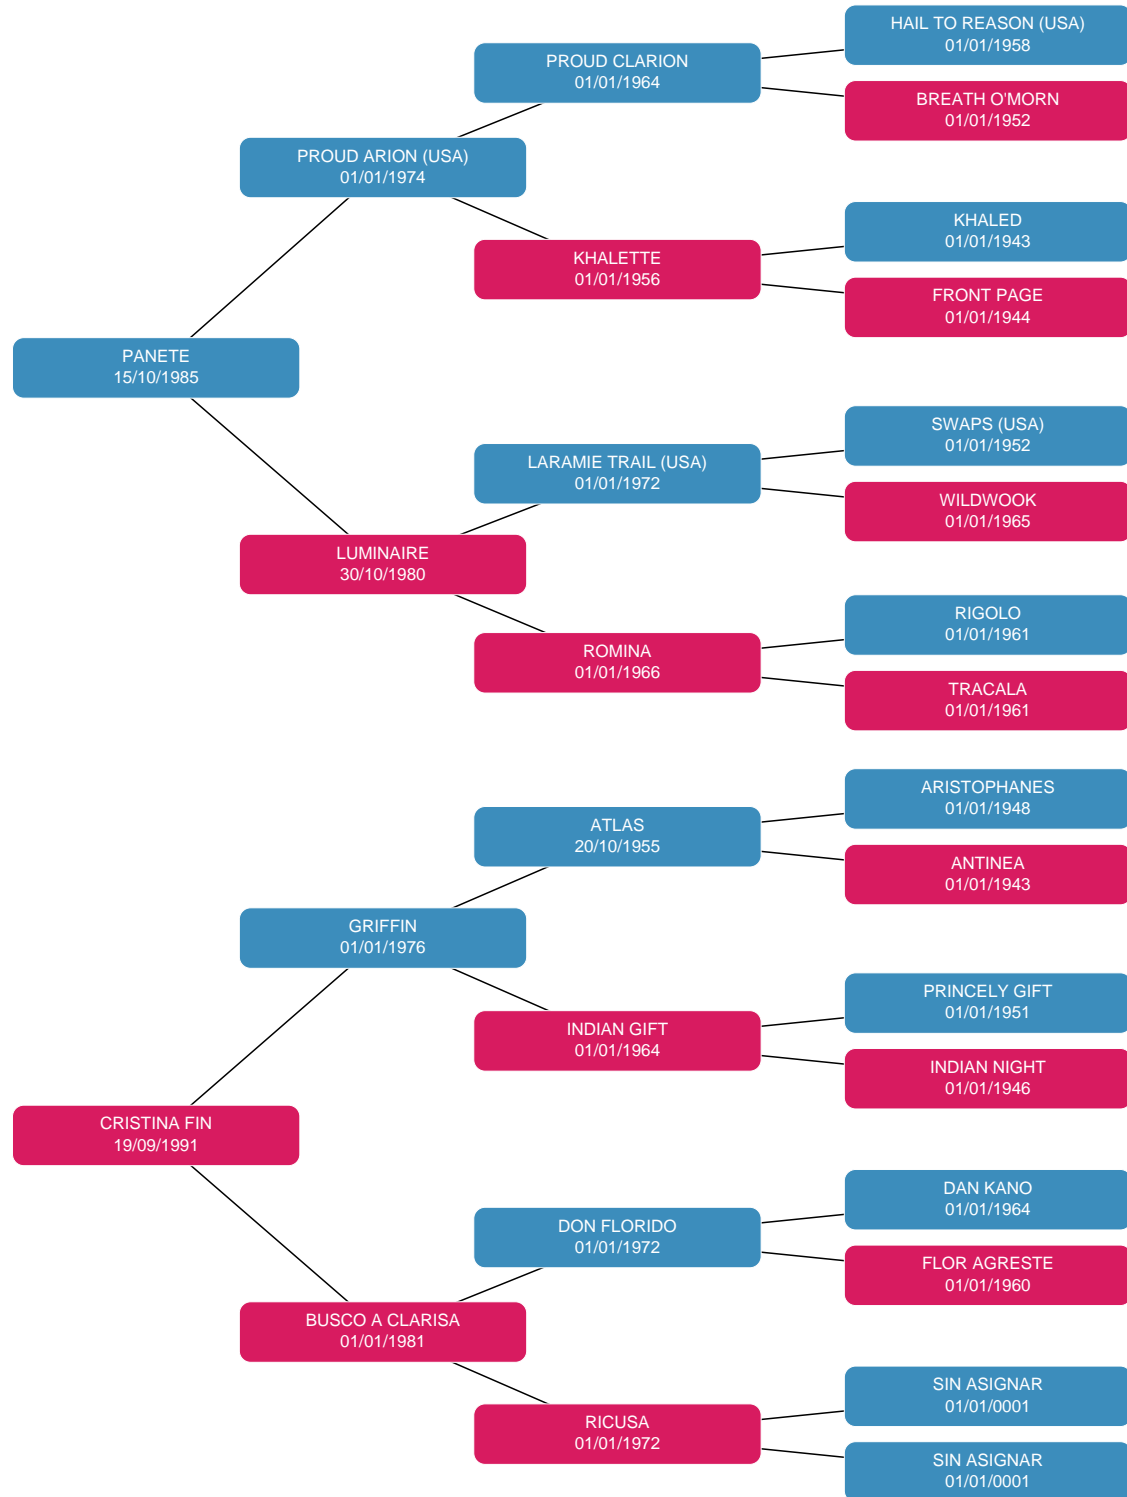 HAIL TO REASON (USA)
01/01/1958
PROUD CLARION
01/01/1964
BREATH O'MORN
01/01/1952
PROUD ARION (USA)
01/01/1974
KHALED
01/01/1943
KHALETTE
01/01/1956
FRONT PAGE
01/01/1944
PANETE
15/10/1985
SWAPS (USA)
01/01/1952
LARAMIE TRAIL (USA)
01/01/1972
WILDWOOK
01/01/1965
LUMINAIRE
30/10/1980
RIGOLO
01/01/1961
ROMINA
01/01/1966
TRACALA
01/01/1961
ARISTOPHANES
01/01/1948
ATLAS
20/10/1955
ANTINEA
01/01/1943
GRIFFIN
01/01/1976
PRINCELY GIFT
01/01/1951
INDIAN GIFT
01/01/1964
INDIAN NIGHT
01/01/1946
CRISTINA FIN
19/09/1991
DAN KANO
01/01/1964
DON FLORIDO
01/01/1972
FLOR AGRESTE
01/01/1960
BUSCO A CLARISA
01/01/1981
SIN ASIGNAR
01/01/0001
RICUSA
01/01/1972
SIN ASIGNAR
01/01/0001